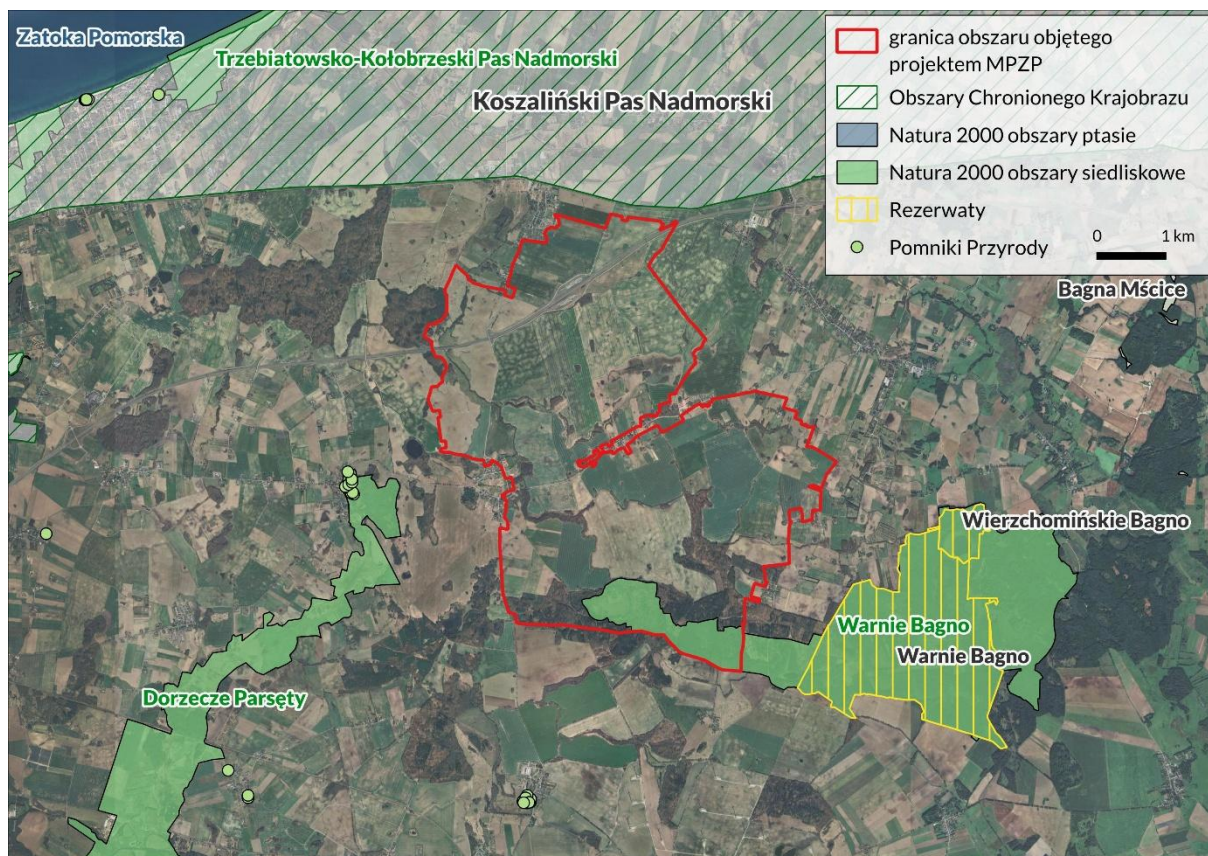 Zatoka Pomorska
Trzebiatowsko-Kołobrzeski Pas Nadmorski
Koszaliński Pas Nadmorski
granica obszaru objętego
projektem MPZP
Obszary Chronionego Krajobrazu
Natura 2000 obszary ptasie
Natura 2000 obszary siedliskowe
Rezerwaty
Pomniki Przyrody
0 1 km
Bagna Mścice
Wierzchomińskie Bagno
Warnie Bagno
Warnie Bagno
Dorzecze Parsęty